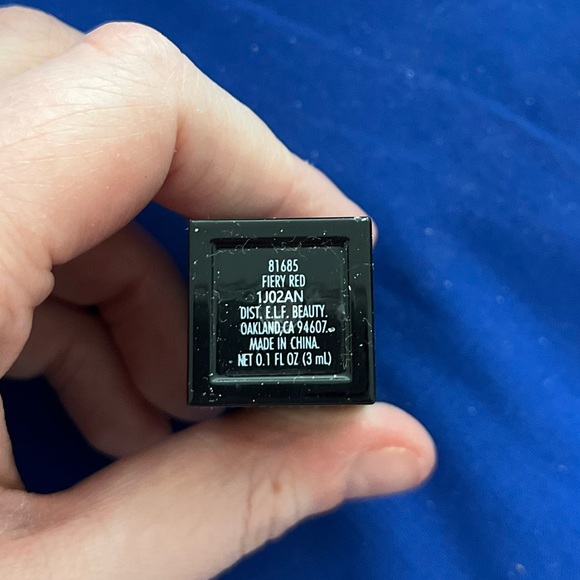 81685
FIERY RED
1J02AN
DIST. E.L.F. BEAUTY.
OAKLAND,CA 94607.
MADE IN CHINA.
NET 0.1 FL OZ (3 mL)